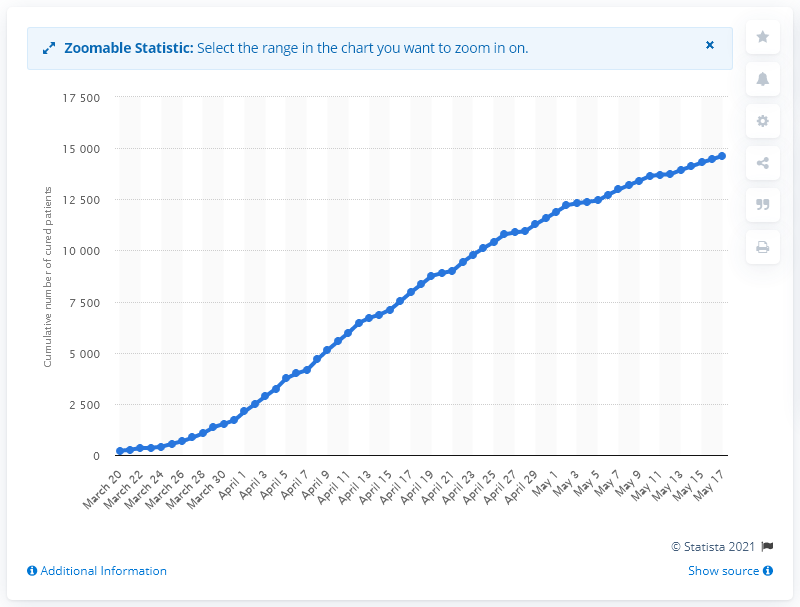 Zoomable Statistic: Select the range in the chart you want to zoom in on.
×
17 500
15 000
12 500
10 000
7 500
5 000
2 500
0
Cumulative number of cured patients
March 20
March 22
March 24
March 26
March 28
March 30
April 1
April 3
April 5
April 7
April 9
April 11
April 13
April 15
April 17
April 19
April 21
April 23
April 25
April 27
April 29
May 1
May 3
May 5
May 7
May 9
May 11
May 13
May 15
May 17
© Statista 2021
Additional Information
Show source